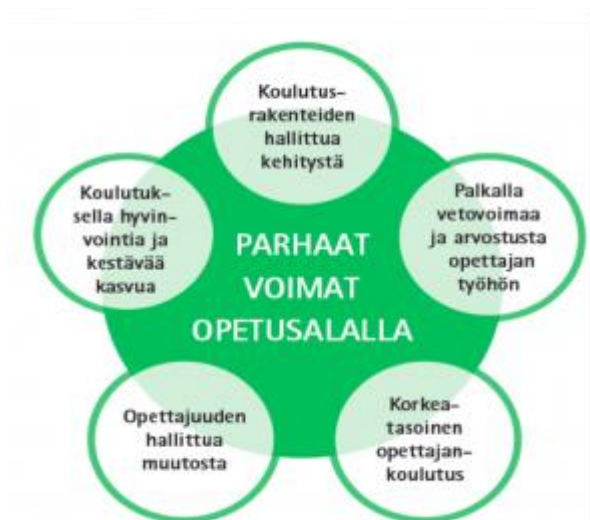 Koulutus-
rakenteiden
hallittua
kehitystä
Koulutuk-
sella hyvin-
vointia ja
kestävää
kasvua
PARHAAT
VOIMAT
OPETUSALALLA
Palkalla
vetovoimaa
ja arvostusta
opettajan
työhön
Opettajuuden
hallittua
muutosta
Korkea-
tasoinen
opettajan-
koulutus